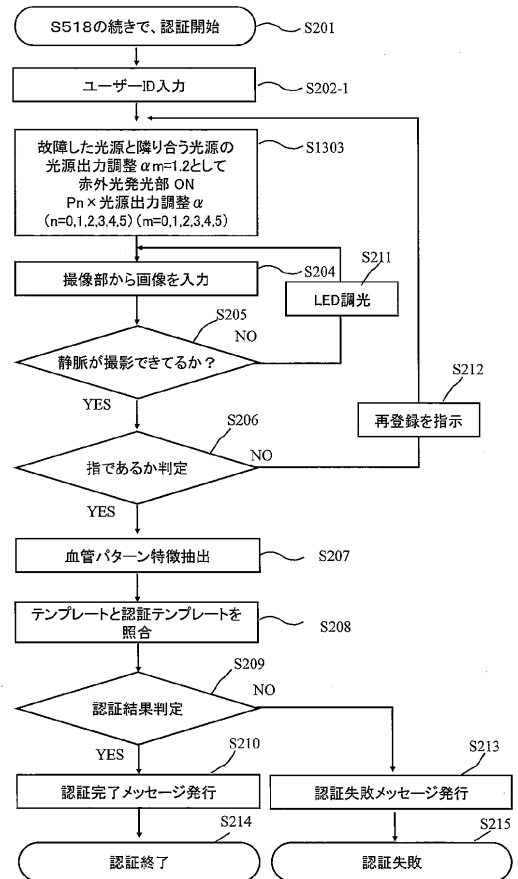 S518の続きで、認証開始
S201
ユーザーID入力
S202-1
故障した光源と隣り合う光源の
光源出力調整 αm=1.2として
赤外光発光部 ON
Pn×光源出力調整α
(n=0,1,2,3,4,5) (m=0,1,2,3,4,5)
S1303
撮像部から画像を入力
S204
S211
LED調光
S205
NO
静脈が撮影できてるか？
YES
S212
再登録を指示
S206
NO
指であるか判定
YES
血管パターン特徴抽出
S207
テンプレートと認証テンプレートを
照合
S208
S209
NO
認証結果判定
YES
S210
認証完了メッセージ発行
S213
認証失敗メッセージ発行
S214
認証終了
S215
認証失敗